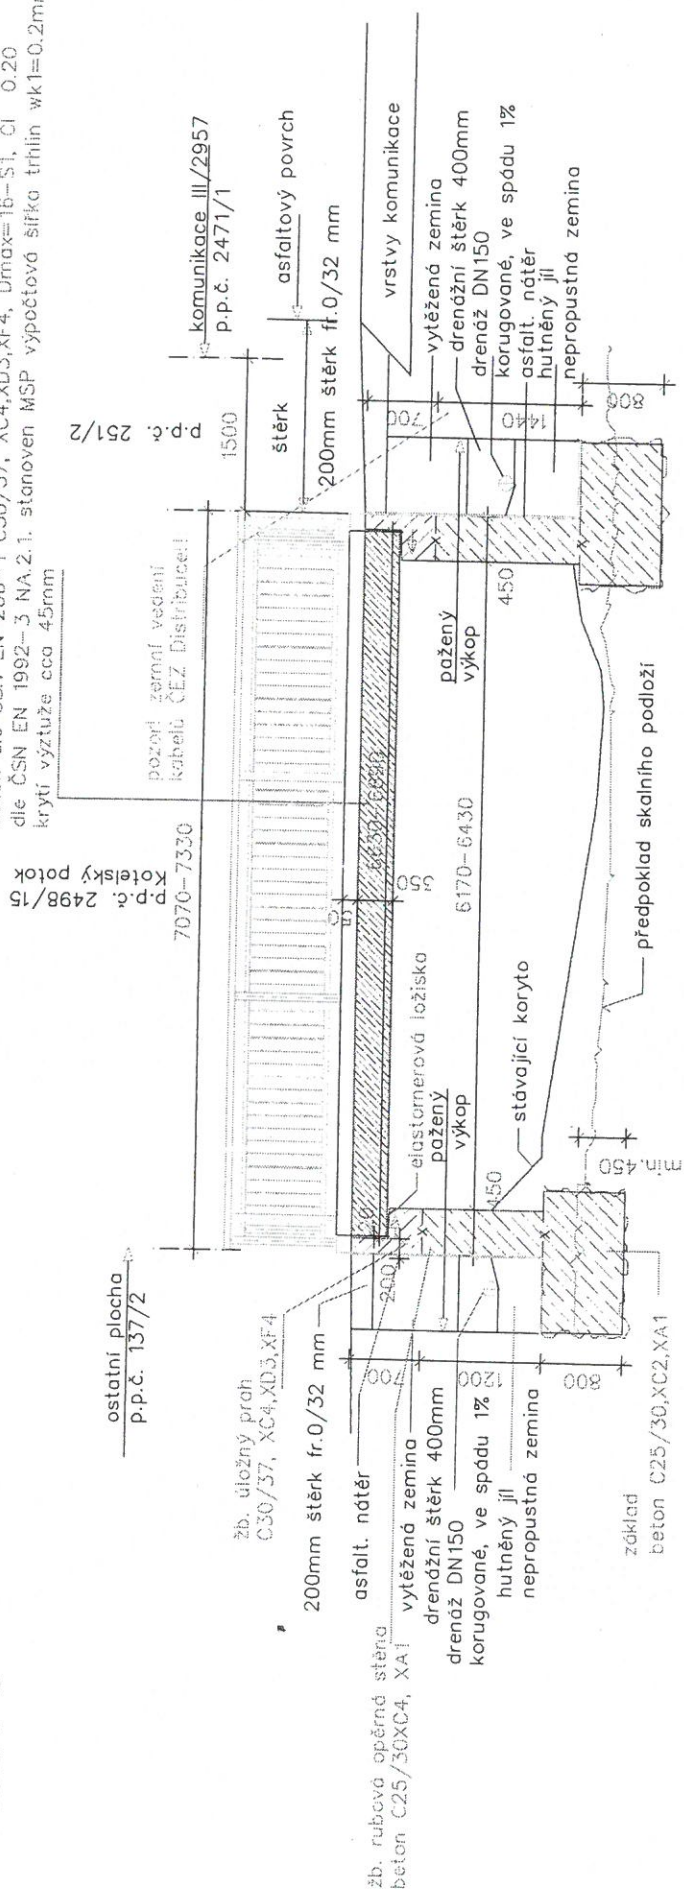 dle ČSN EN 1992-3 NA.2.1. stanoven MSP výpočtová šířka trhlin wk1=0.2m
krytí výztuže cca 45mm
p.p.č. 2498/15
Kotelský potok
7070-7330
pozor! zemní vedení
kabelů ČEZ Distribuce!!
p.p.č. 251/2
1500
komunikace III/2957
p.p.č. 2471/1
štěrk
asfaltový povrch
200mm štěrk fr.0/32 mm
vrstvy komunikace
vytěžená zemina
drenážní štěrk 400mm
drenáž DN150
korugované, ve spádu 1%
asfalt. nátěr
hutněný jíl
nepropustná zemina
700
1440
800
pažený
výkop
450
350
6170-6430
elastomerová ložiska
pažený
výkop
450
stávající koryto
předpoklad skalního podloží
min.450
ostatní plocha
p.p.č. 137/2
žb. úložný práh
C30/37, XC4,XD3,XF4
200mm štěrk fr.0/32 mm
200
asfalt. nátěr
žb. rubová opěrná stěna
beton C25/30XC4, XA1
vytěžená zemina
drenážní štěrk 400mm
drenáž DN150
korugované, ve spádu 1%
hutněný jíl
nepropustná zemina
700
1200
800
základ
beton C25/30,XC2,XA1